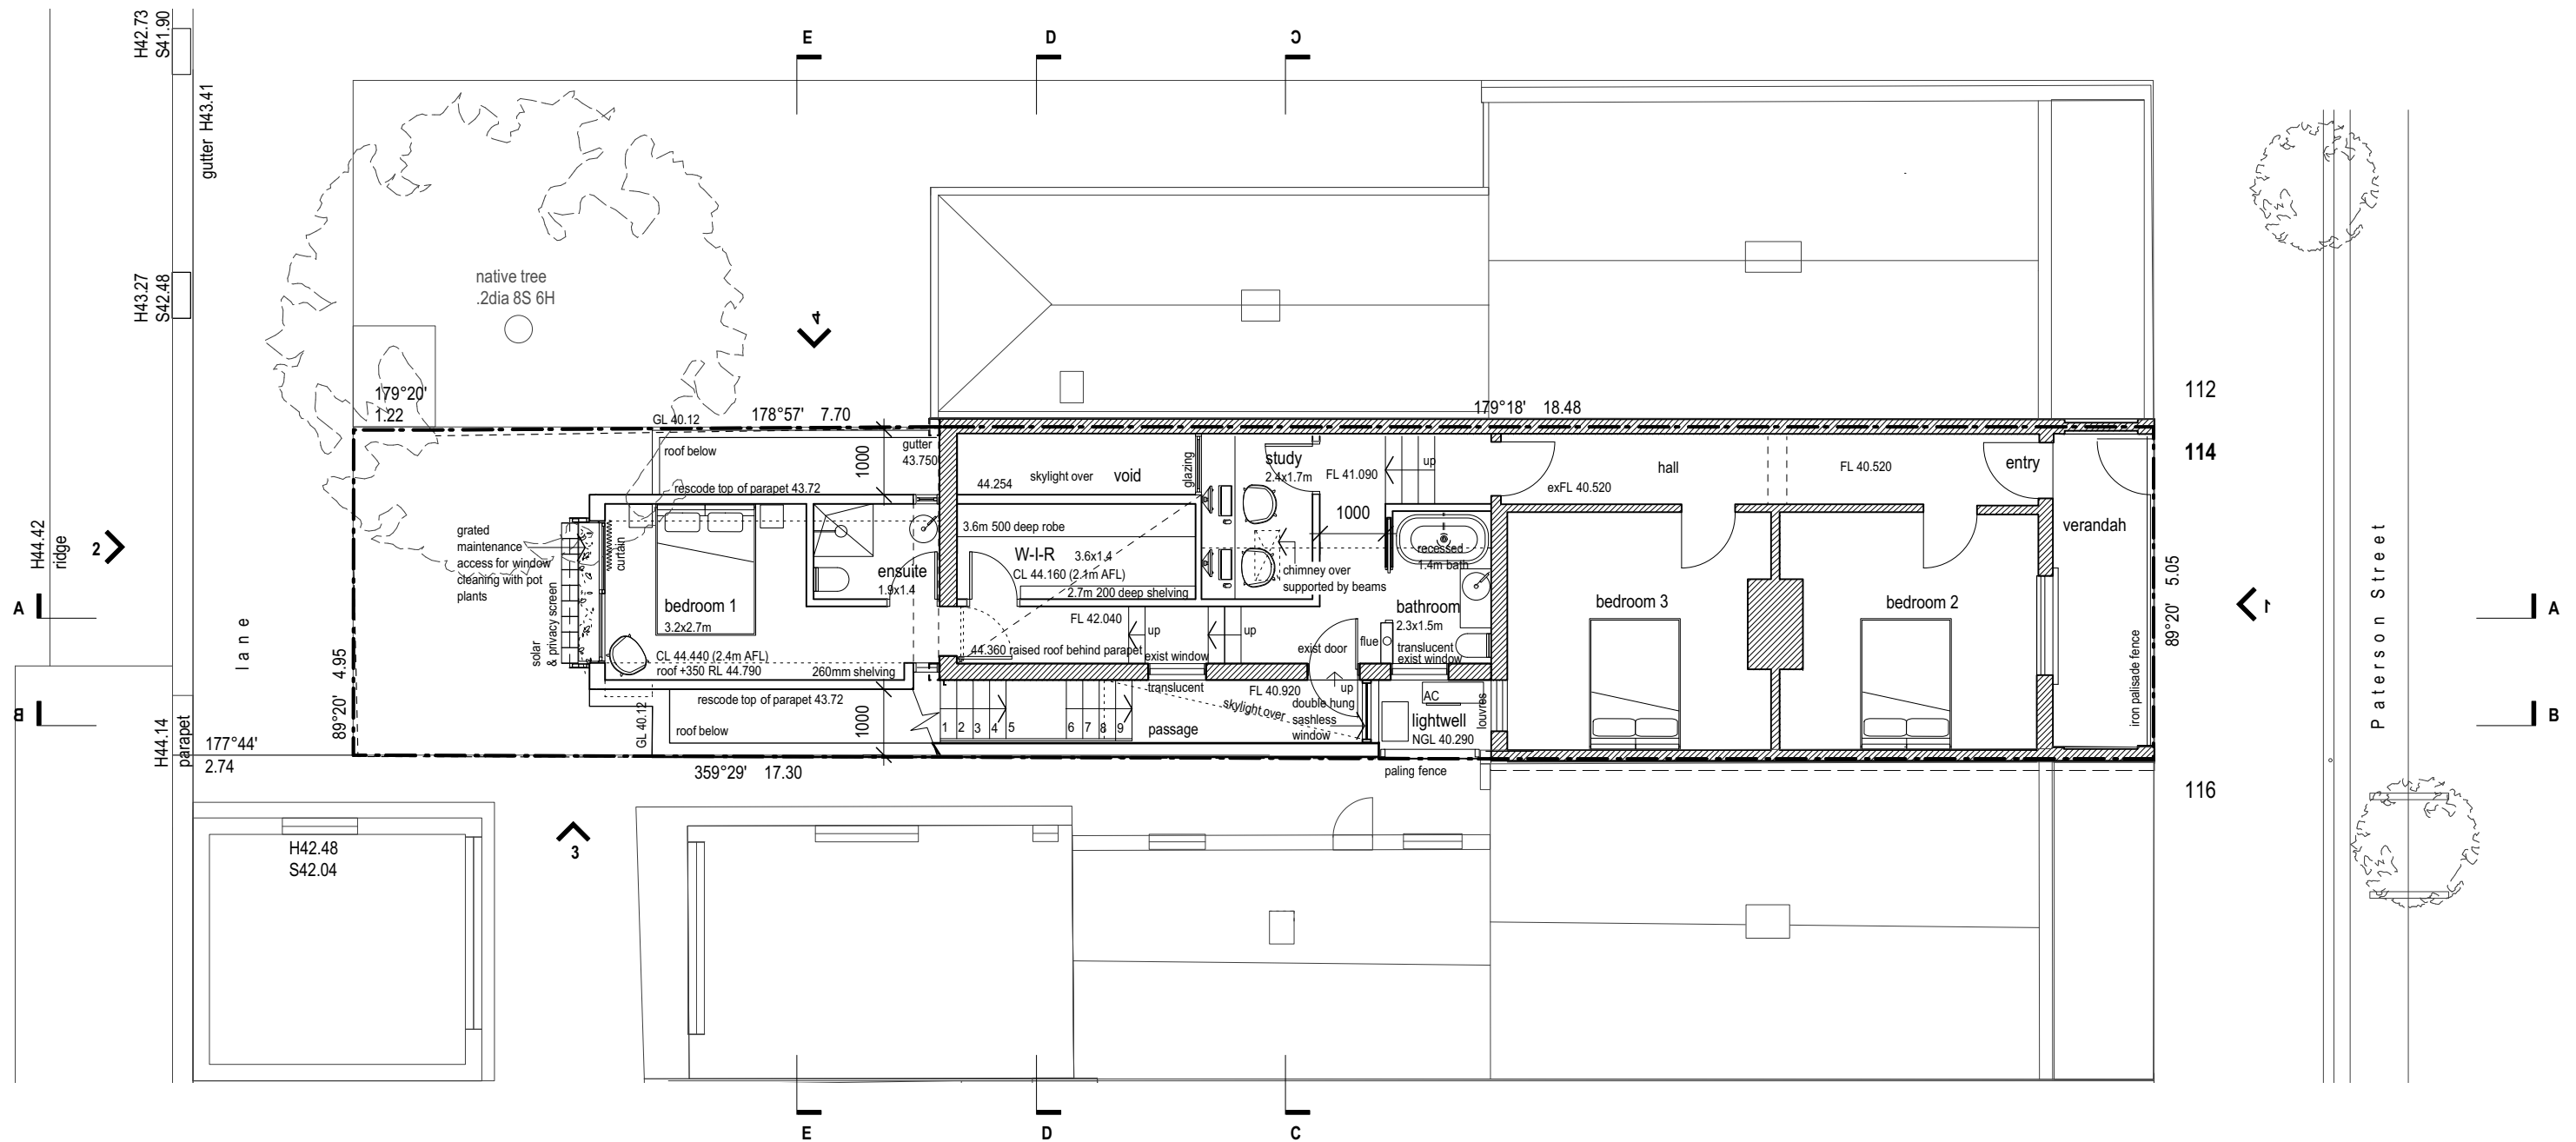 E
D
C
H42.73
S41.90
gutter H43.41
H43.27
S42.48
H44.42
ridge
2
A
B
H44.14
parapet
lane
native tree
.2dia 8S 6H
4
179°20'
1.22
GL 40.12
178°57' 7.70
179°18' 18.48
112
114
116
roof below
rescode top of parapet 43.72
1000
gutter
43.750
44.254
skylight over
void
glazing
study
2.4x1.7m
FL 41.090
up
hall
exFL 40.520
FL 40.520
entry
verandah
grated
maintenance
access for window
cleaning with pot
plants
solar
& privacy screen
curtain
bedroom 1
3.2x2.7m
ensuite
1.9x1.4
CL 44.440 (2.4m AFL)
roof +350 RL 44.790
260mm shelving
3.6m 500 deep robe
W-I-R
3.6x1.4
CL 44.160 (2.1m AFL)
2.7m 200 deep shelving
FL 42.040
up
up
44.360 raised roof behind parapet
exist window
1000
chimney over
supported by beams
recessed
1.4m bath
bathroom
2.3x1.5m
exist door
flue
translucent
exist window
bedroom 3
bedroom 2
iron palisade fence
89°20' 5.05
1
Paterson Street
A
B
89°20' 4.95
177°44'
2.74
rescode top of parapet 43.72
roof below
GL 40.12
1000
1 2 3 4 5 6 7 8 9
translucent
FL 40.920
skylight over
passage
up
double hung
sashless
window
AC
lightwell
NGL 40.290
louvres
paling fence
359°29' 17.30
3
H42.48
S42.04
E
D
C